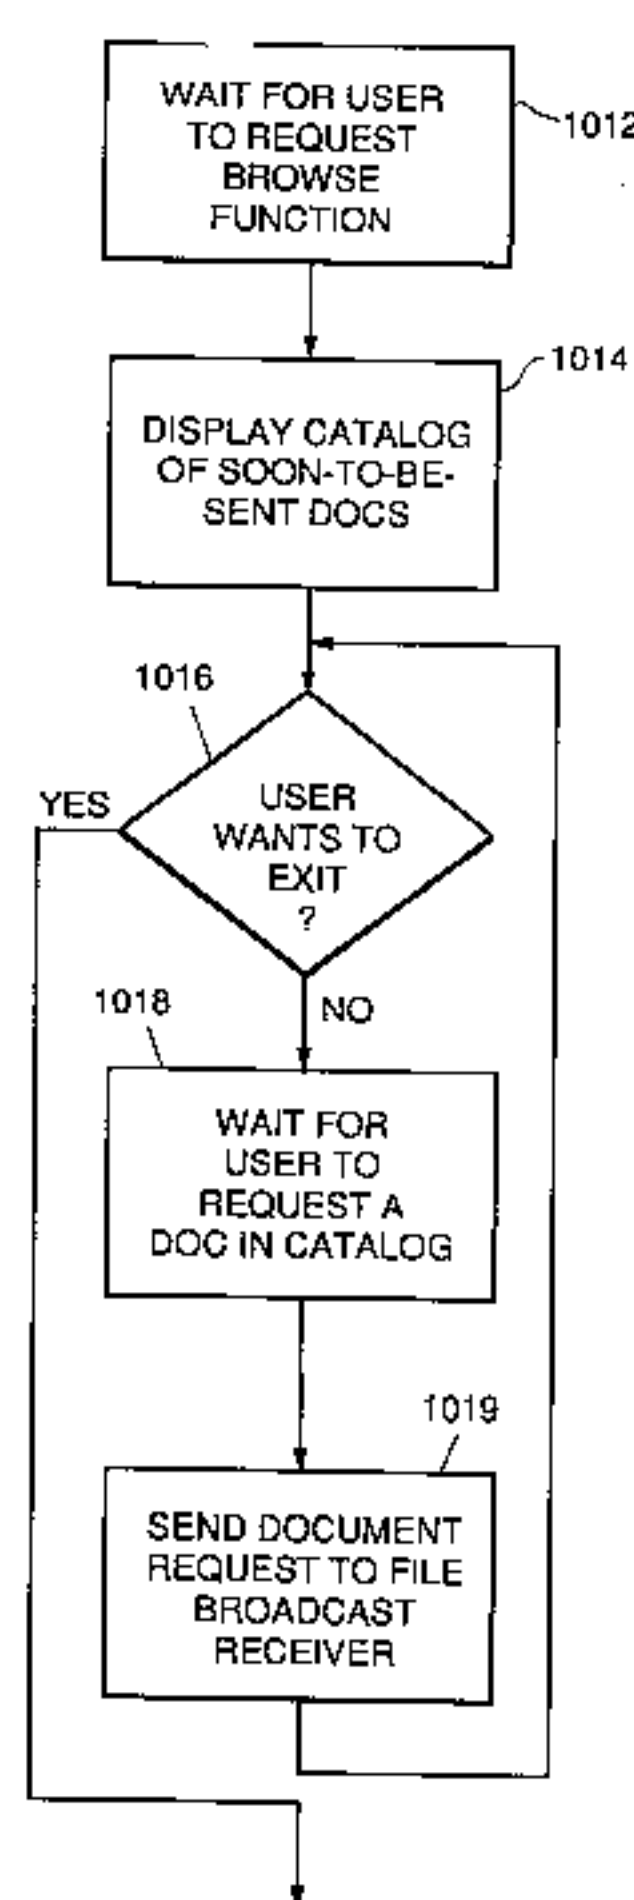 WAIT FOR USER
TO REQUEST
BROWSE
FUNCTION
1012
1014
DISPLAY CATALOG
OF SOON-TO-BE-
SENT DOCS
1016
YES
USER
WANTS TO
EXIT
?
1018
NO
WAIT FOR
USER TO
REQUEST A
DOC IN CATALOG
1019
SEND DOCUMENT
REQUEST TO FILE
BROADCAST
RECEIVER